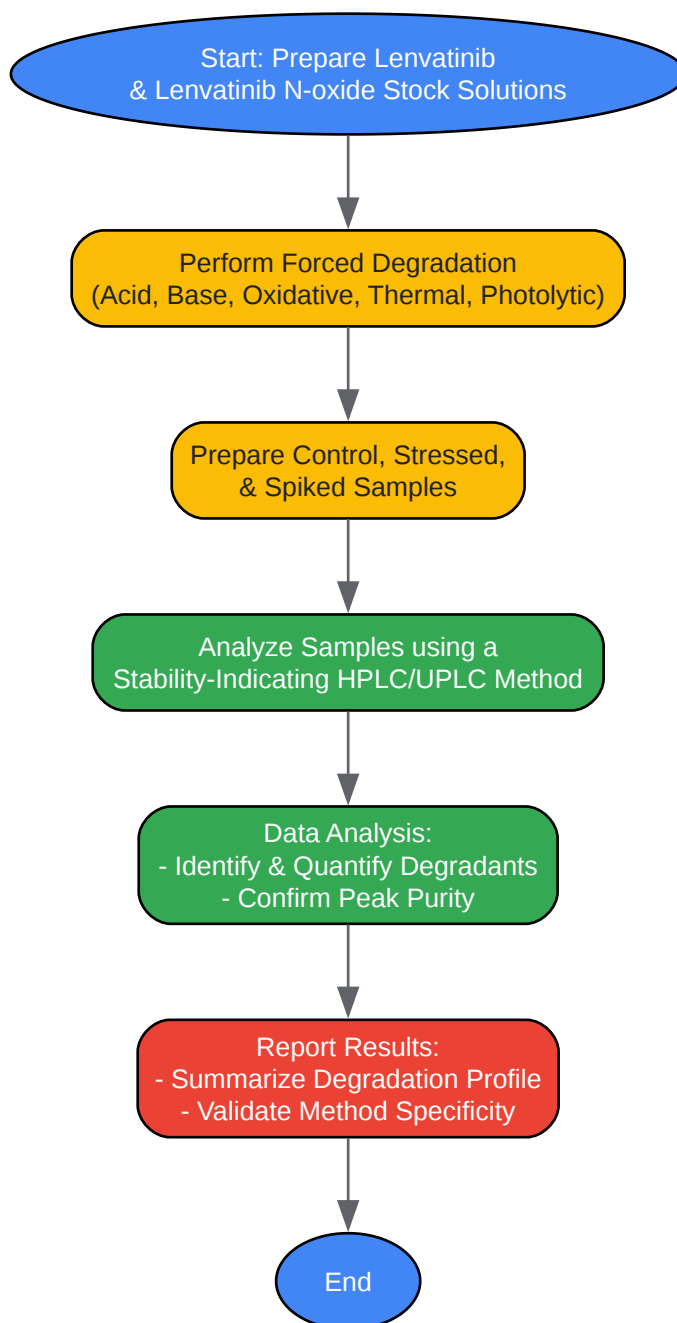 Start: Prepare Lenvatinib
& Lenvatinib N-oxide Stock Solutions
Perform Forced Degradation
(Acid, Base, Oxidative, Thermal, Photolytic)
Prepare Control, Stressed,
& Spiked Samples
Analyze Samples using a
Stability-Indicating HPLC/UPLC Method
Data Analysis:
- Identify & Quantify Degradants
- Confirm Peak Purity
Report Results:
- Summarize Degradation Profile
- Validate Method Specificity
End